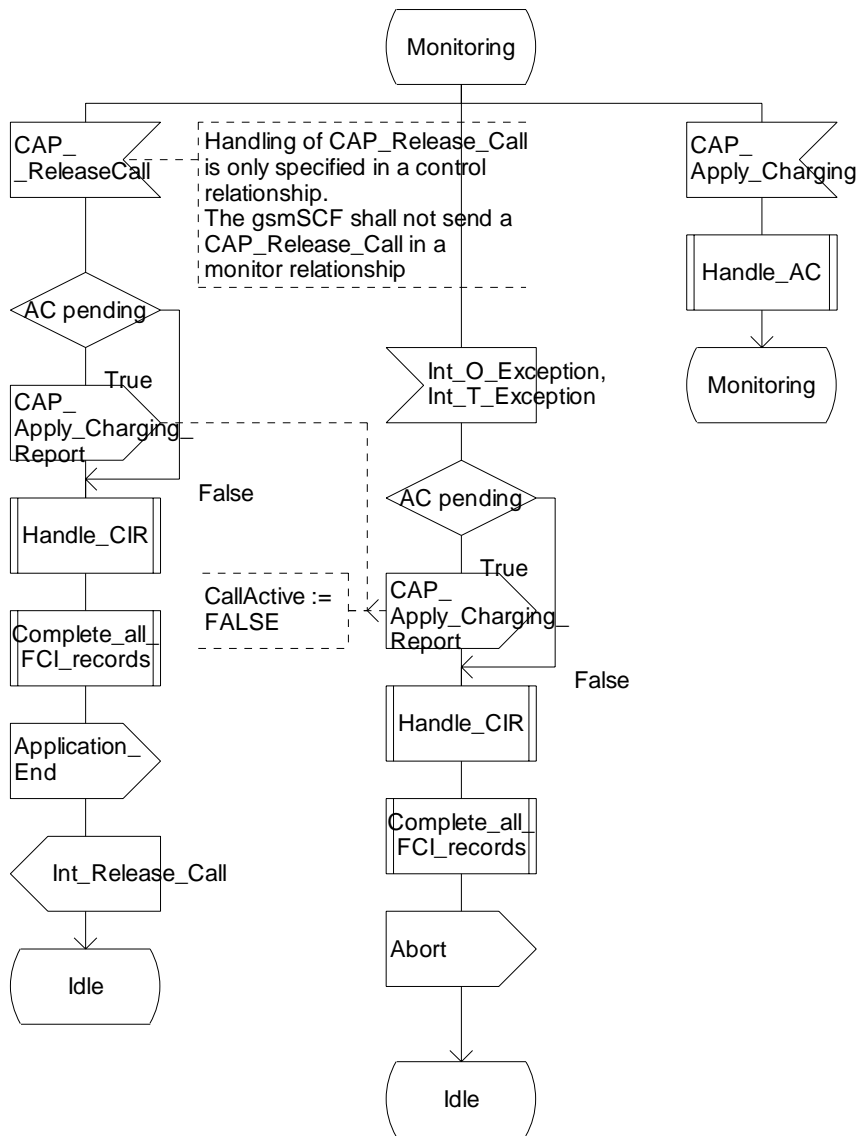 Monitoring
CAP_
_ReleaseCall
Handling of CAP_Release_Call
is only specified in a control
relationship.
The gsmSCF shall not send a
CAP_Release_Call in a
monitor relationship
CAP_
Apply_Charging
Handle_AC
Monitoring
AC pending
True
CAP_
Apply_Charging_
Report
False
Handle_CIR
Complete_all_
FCI_records
Application_
End
Int_Release_Call
Idle
Int_O_Exception,
Int_T_Exception
AC pending
True
CallActive :=
FALSE
CAP_
Apply_Charging_
Report
False
Handle_CIR
Complete_all_
FCI_records
Abort
Idle